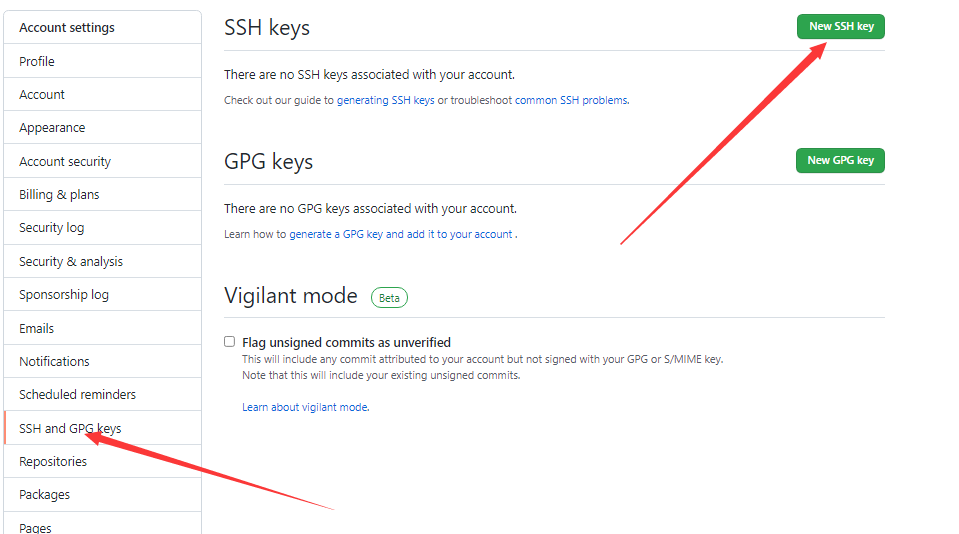 Account settings
Profile
Account
Appearance
Account security
Billing & plans
Security log
Security & analysis
Sponsorship log
Emails
Notifications
Scheduled reminders
SSH and GPG keys
Repositories
Packages
Pages
SSH keys
New SSH key
There are no SSH keys associated with your account.
Check out our guide to generating SSH keys or troubleshoot common SSH problems.
GPG keys
New GPG key
There are no GPG keys associated with your account.
Learn how to generate a GPG key and add it to your account .
Vigilant mode Beta
Flag unsigned commits as unverified
This will include any commit attributed to your account but not signed with your GPG or S/MIME key.
Note that this will include your existing unsigned commits.
Learn about vigilant mode.